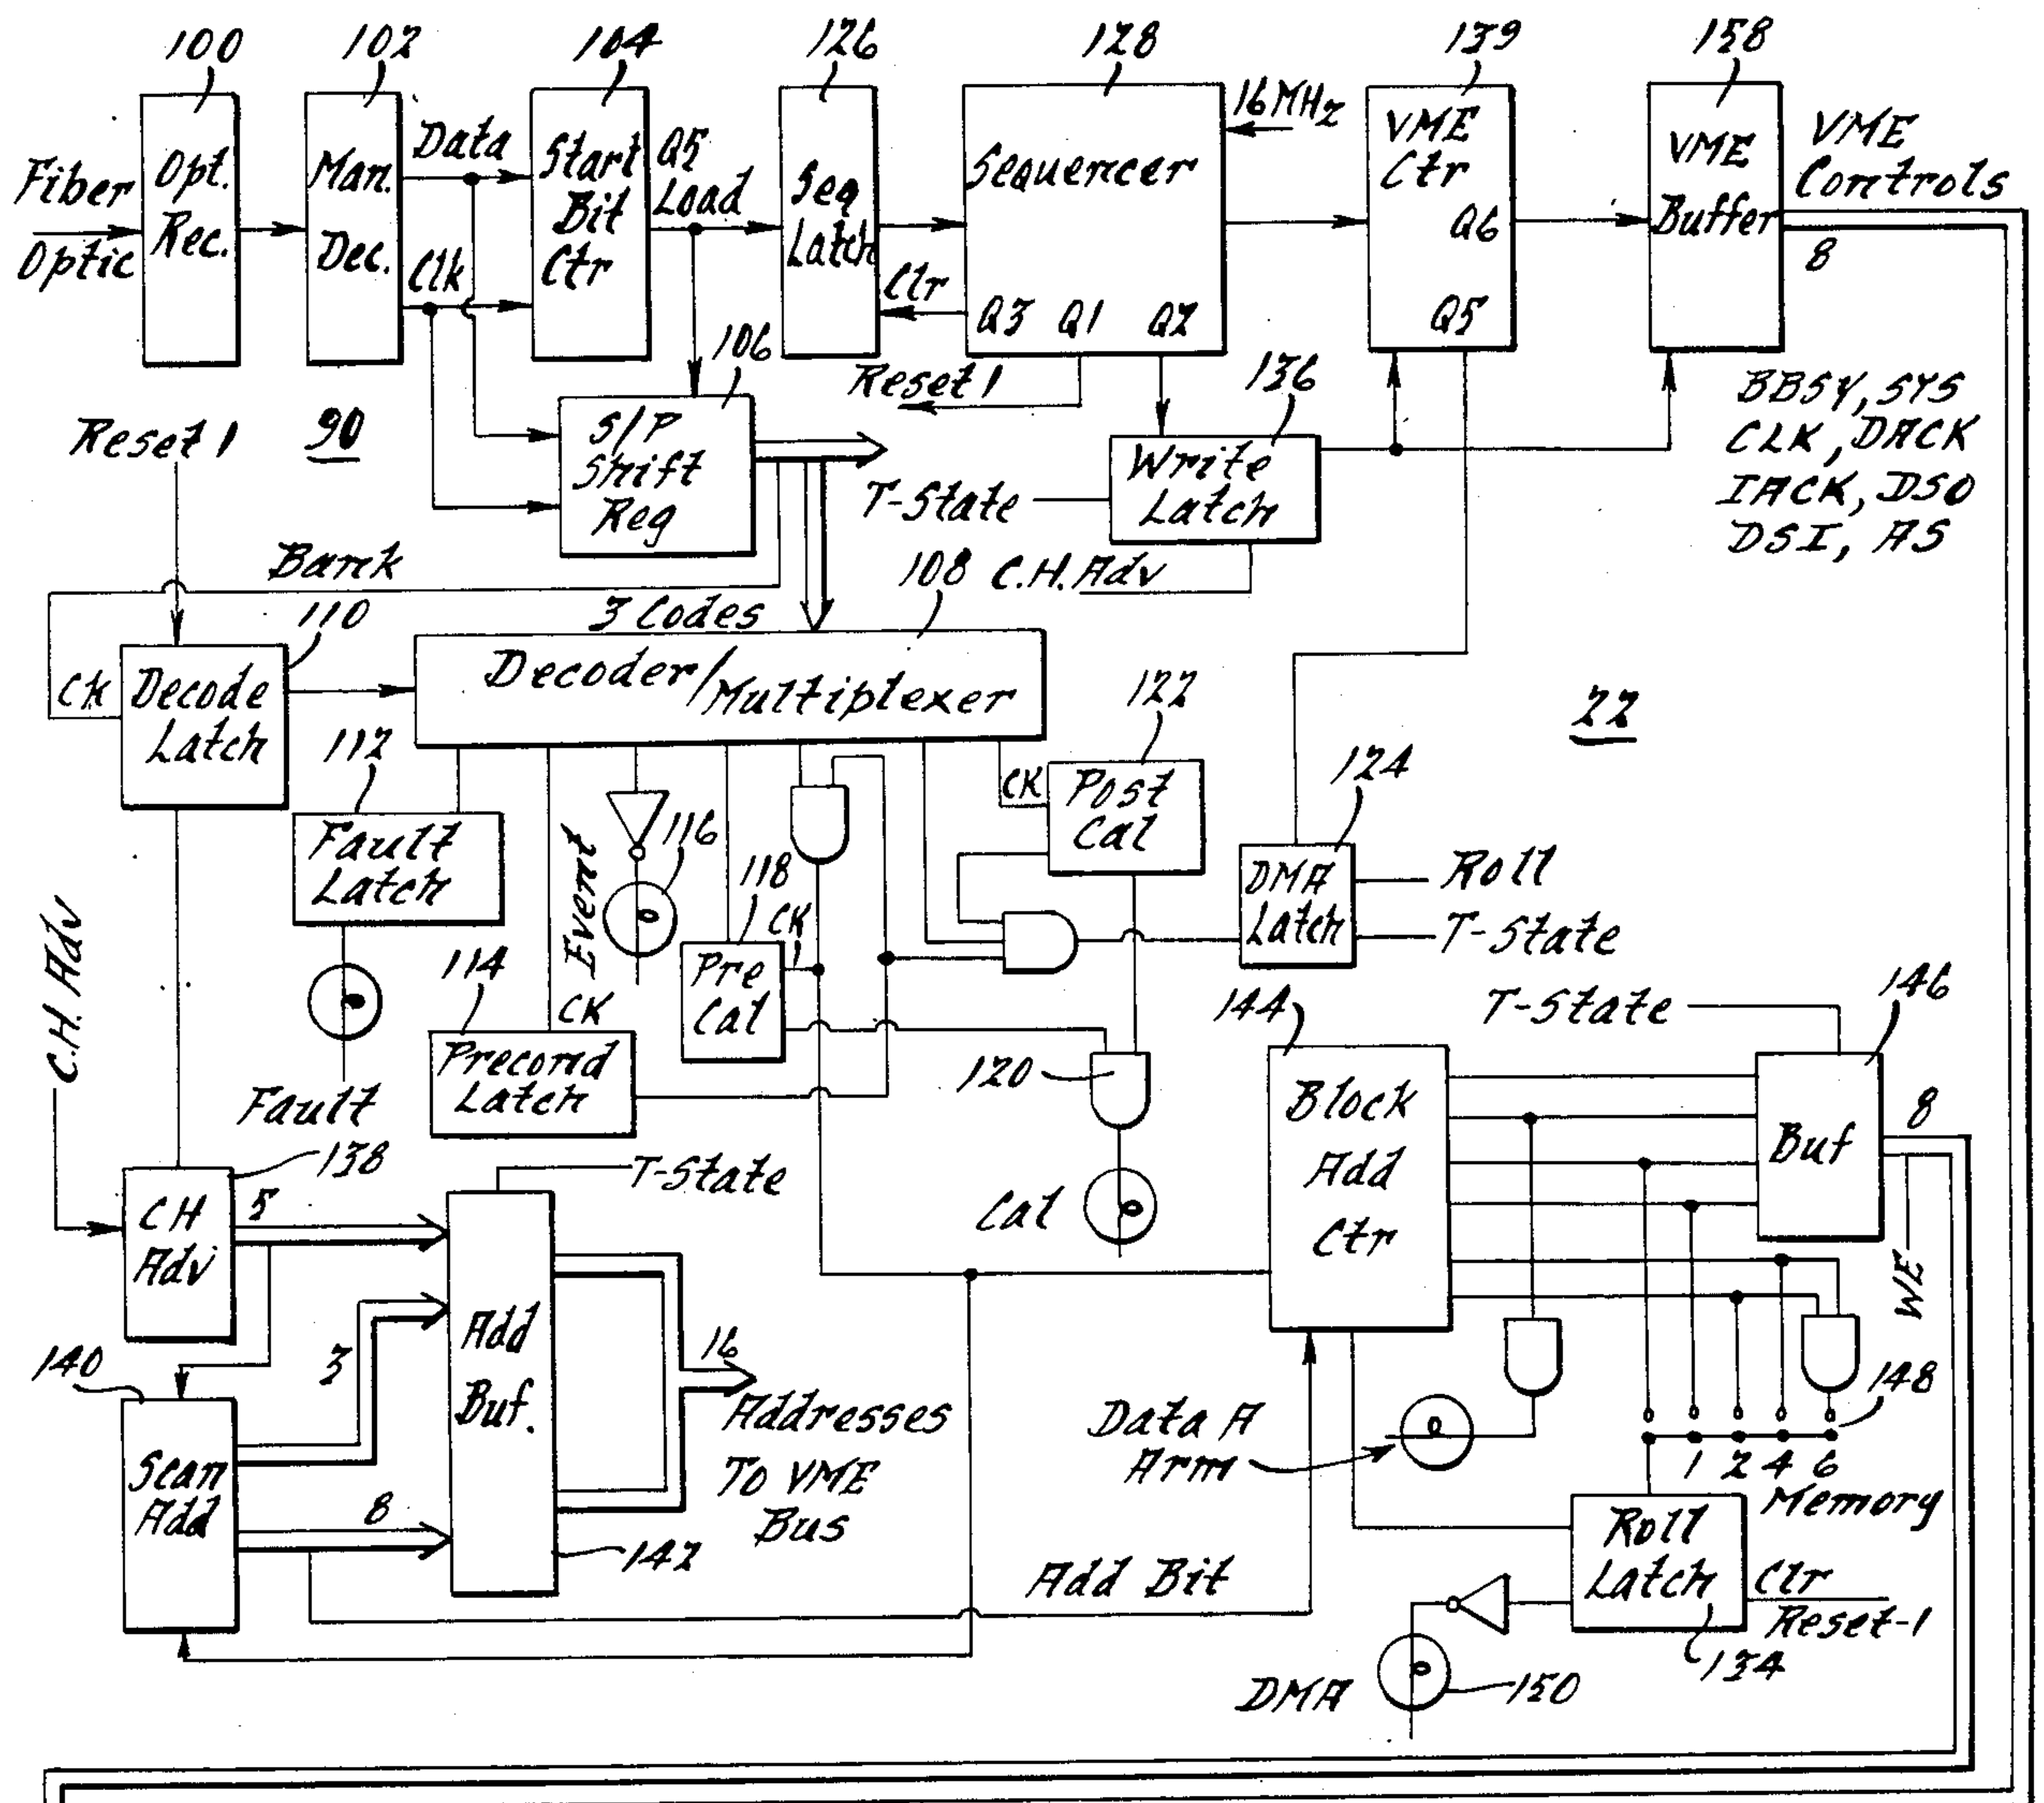 100
102
104
126
128
139
158
Fiber
Optic
Opt.
Rec.
Man.
Dec.
Data
Clk
Start
Bit
Ctr
Q5
Load
Seq
Latch
Clr
Sequencer
Q3 Q1 Q2
16 MHz
VME
Ctr
Q6
Q5
VME
Buffer
VME
Controls
8
Reset 1
90
106
S/P
Shift
Reg
Reset 1
136
Write
Latch
T-State
C.H. Adv
BBSY, SYS
CLK, DACK
IACK, DSO
DSI, AS
Bank
3 Codes
108
110
CK
Decode
Latch
Decoder/Multiplexer
22
112
Fault
Latch
Event
116
118
CK
122
CK
Post
Cal
124
DMA
Latch
Roll
T-State
C.H. Adv
114
CK
Precond
Latch
Pre
Cal
Fault
120
Cal
144
Block
Add
Ctr
T-State
146
Buf
8
WE
138
CH
Adv
5
T-State
140
Scan
Add
3
8
Add
Buf.
142
16
Addresses
To VME
Bus
Data A
Arm
148
1 2 4 6
Memory
Add Bit
Roll
Latch
Clr
Reset-1
134
DMA
150